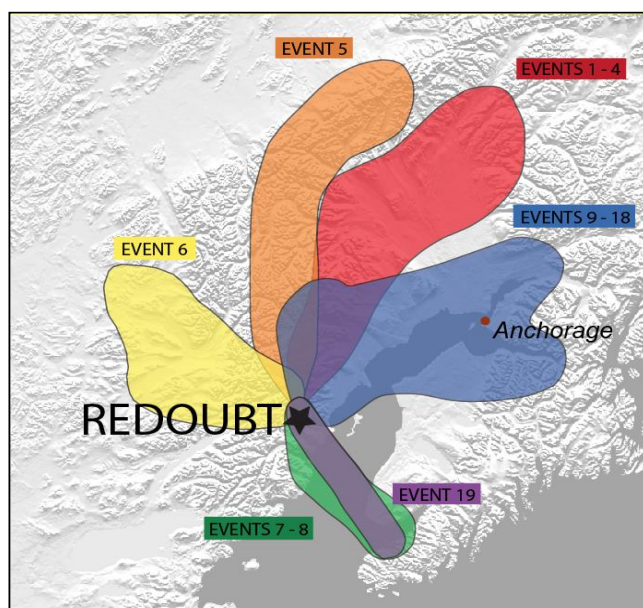 EVENT 5
EVENTS 1 - 4
EVENTS 9 - 18
EVENT 6
Anchorage
REDOUBT
EVENT 19
EVENTS 7 - 8